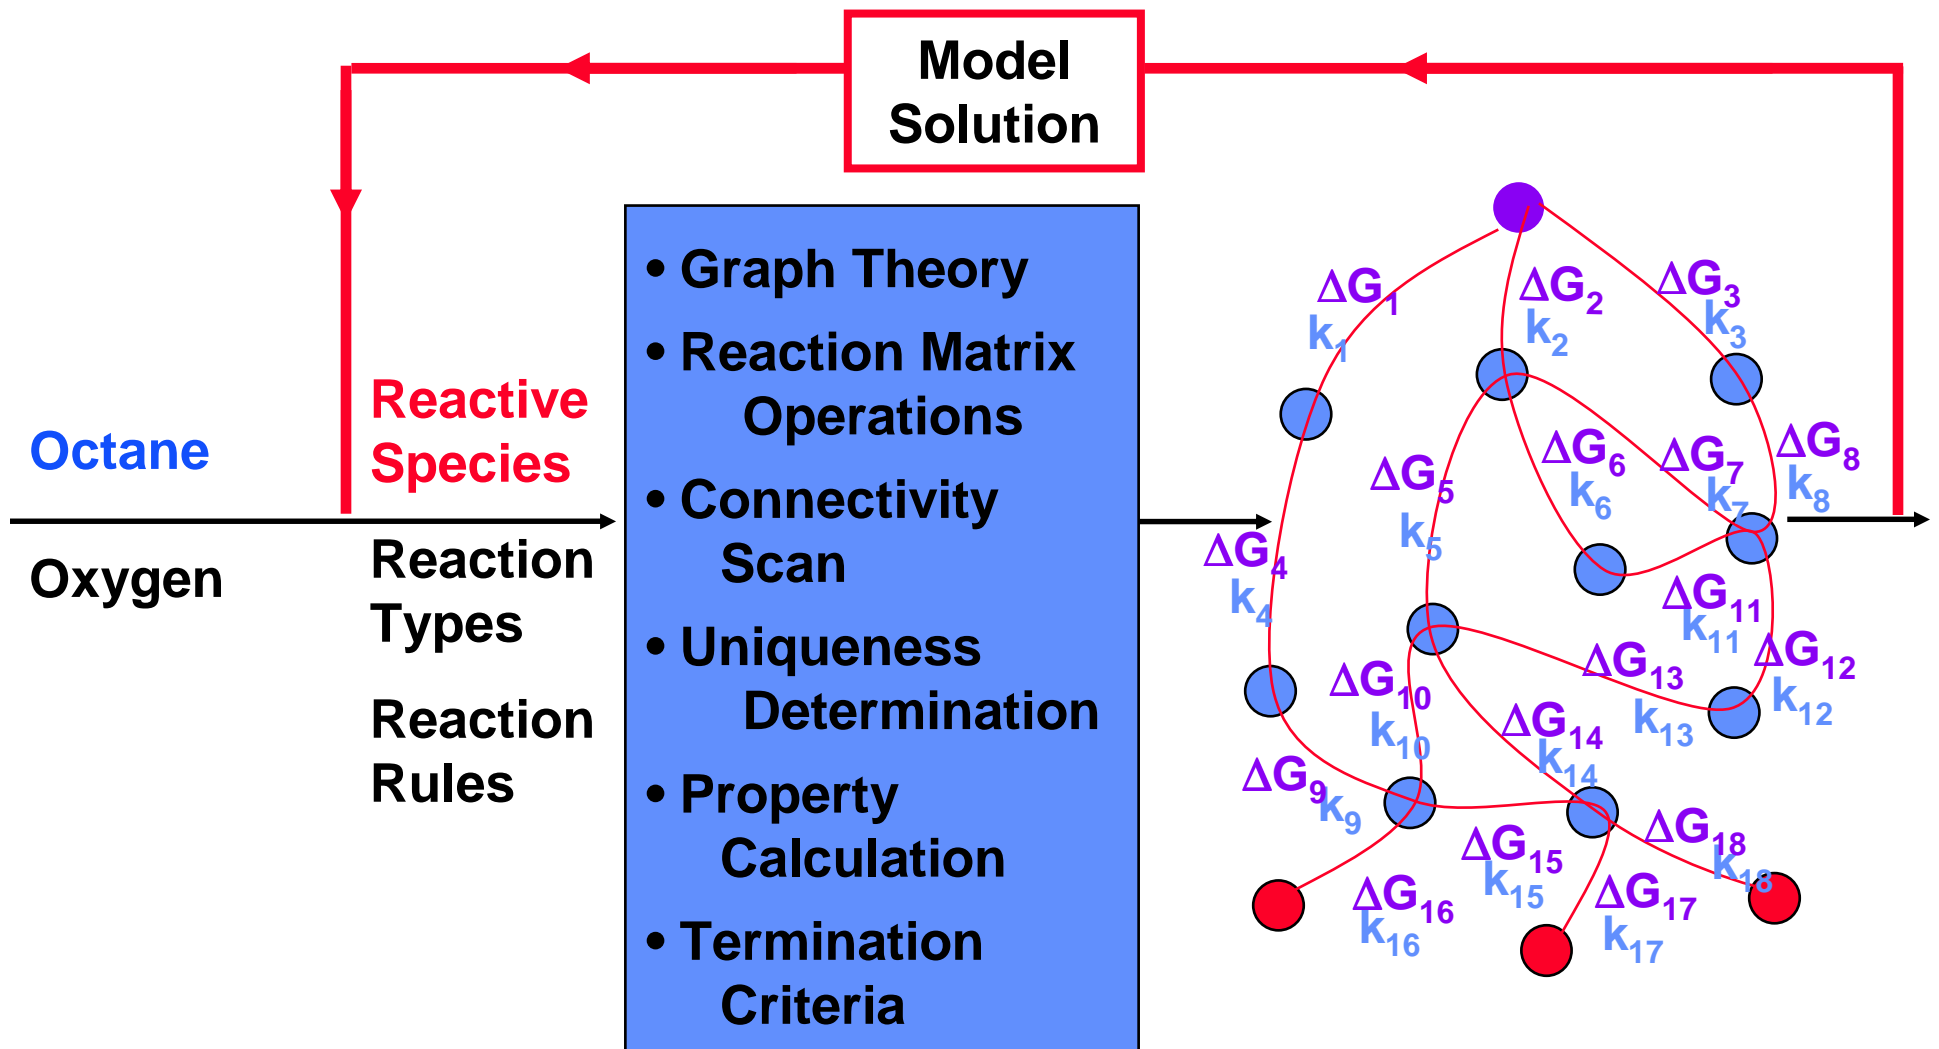 Model
Solution
Octane
Oxygen
Reactive
Species
Reaction
Types
Reaction
Rules
• Graph Theory
• Reaction Matrix
Operations
• Connectivity
Scan
• Uniqueness
Determination
• Property
Calculation
• Termination
Criteria
ΔG₁
k₁
ΔG₂
k₂
ΔG₃
k₃
ΔG₄
k₄
ΔG₅
k₅
ΔG₆
k₆
ΔG₇
k₇
ΔG₈
k₈
ΔG₉
k₉
ΔG₁₀
k₁₀
ΔG₁₁
k₁₁
ΔG₁₂
k₁₂
ΔG₁₃
k₁₃
ΔG₁₄
k₁₄
ΔG₁₅
k₁₅
ΔG₁₆
k₁₆
ΔG₁₇
k₁₇
ΔG₁₈
k₁₈